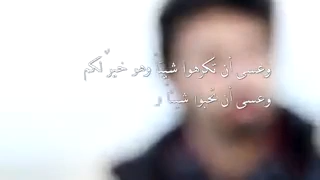 وعسى أن تكرهوا شيئاً وهو خيرٌ لكم
وعسى أن تحبوا شيئا و